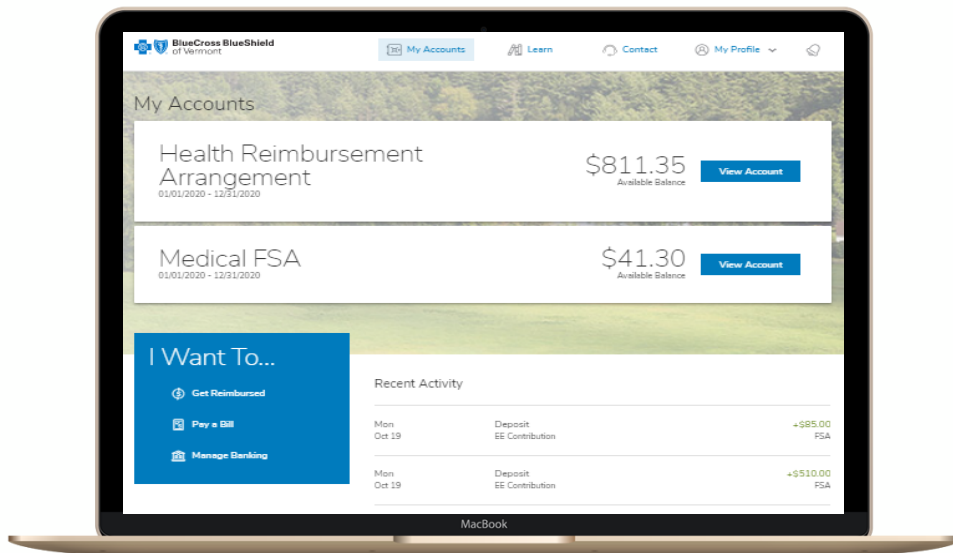 BlueCross BlueShield
of Vermont
My Accounts
Learn
Contact
My Profile
My Accounts
Health Reimbursement
Arrangement
01/01/2020 - 12/31/2020
$811.35
Available Balance
View Account
Medical FSA
01/01/2020 - 12/31/2020
$41.30
Available Balance
View Account
I Want To...
Get Reimbursed
Pay a Bill
Manage Banking
Recent Activity
Mon
Oct 19
Deposit
EE Contribution
+$85.00
FSA
Mon
Oct 19
Deposit
EE Contribution
+$510.00
FSA
MacBook